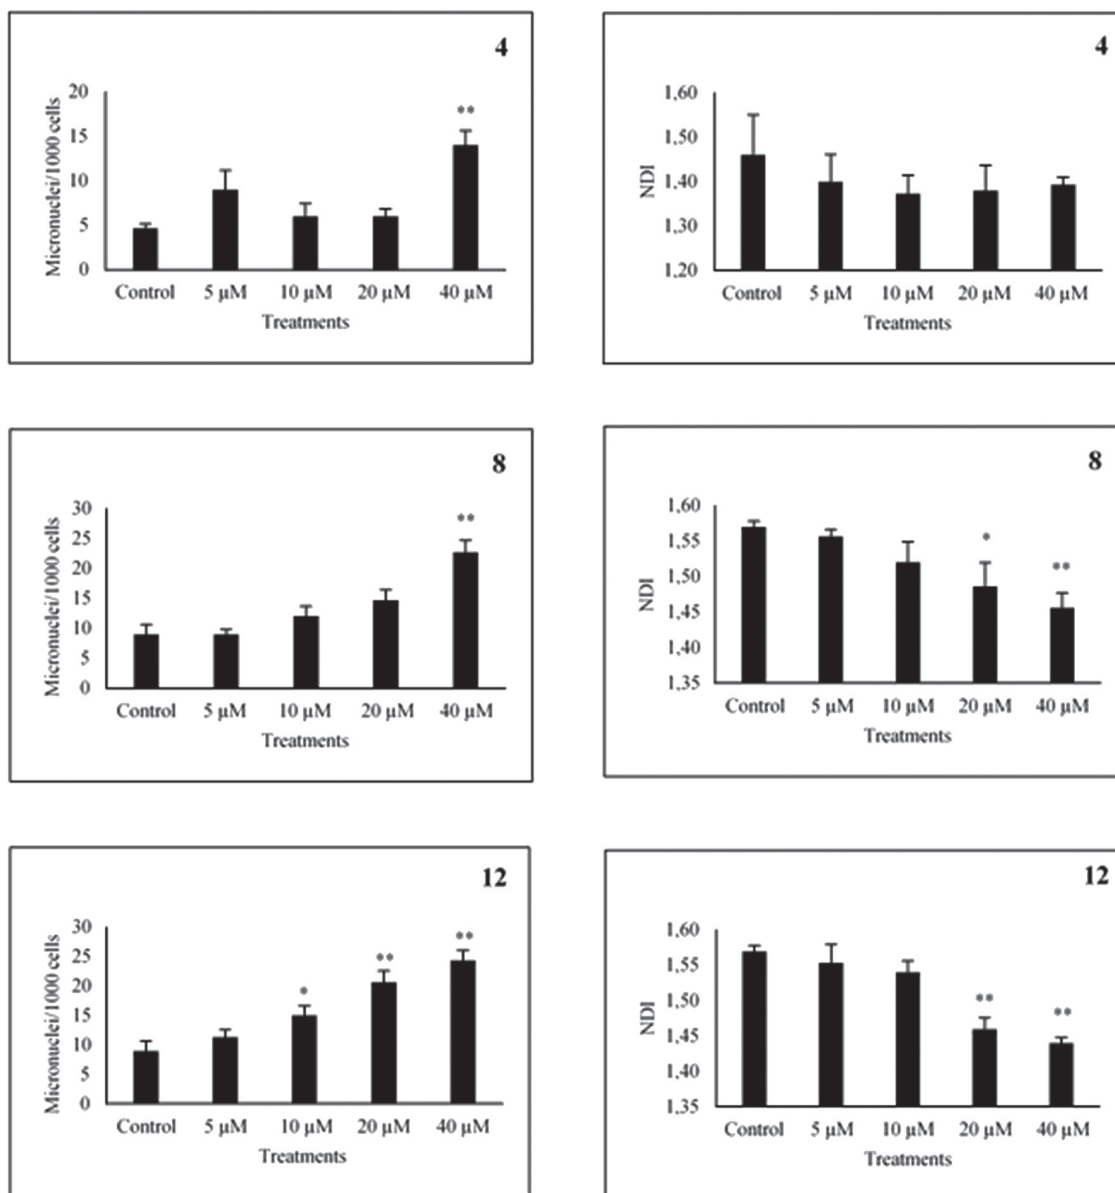 4
**
20
15
10
5
0
Micronuclei/1000 cells
Control 5 µM 10 µM 20 µM 40 µM
Treatments
4
1,60
1,50
1,40
1,30
1,20
NDI
Control 5 µM 10 µM 20 µM 40 µM
Treatments
8
**
30
25
20
15
10
5
0
Micronuclei/1000 cells
Control 5 µM 10 µM 20 µM 40 µM
Treatments
8
* **
1,60
1,55
1,50
1,45
1,40
1,35
NDI
Control 5 µM 10 µM 20 µM 40 µM
Treatments
12
* ** **
30
25
20
15
10
5
0
Micronuclei/1000 cells
Control 5 µM 10 µM 20 µM 40 µM
Treatments
12
** **
1,60
1,55
1,50
1,45
1,40
1,35
NDI
Control 5 µM 10 µM 20 µM 40 µM
Treatments